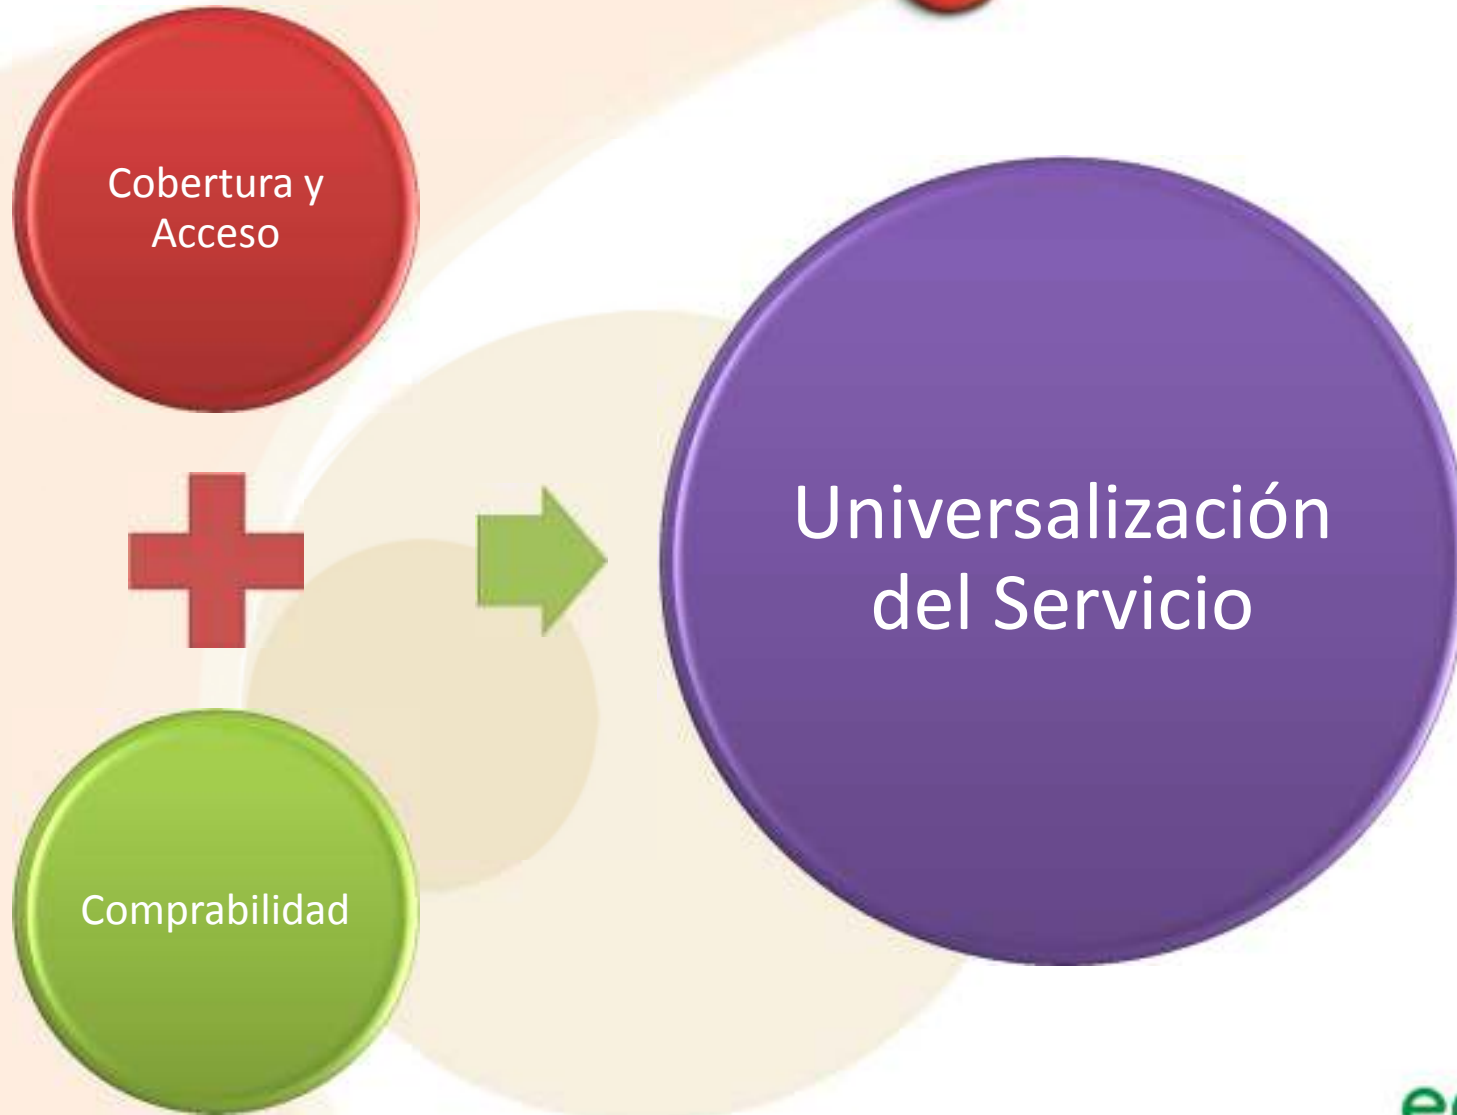 Cobertura y
Acceso
Universalización
del Servicio
Comprabilidad